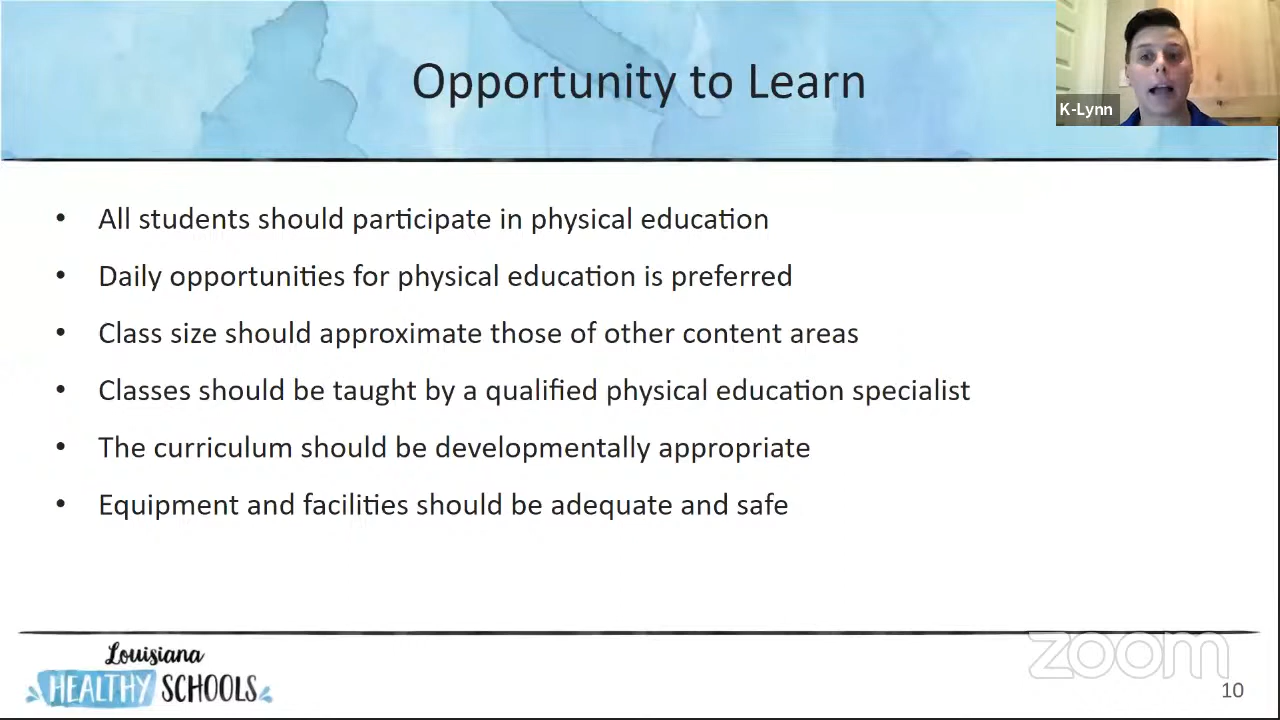 Opportunity to Learn
K-Lynn
• All students should participate in physical education
• Daily opportunities for physical education is preferred
• Class size should approximate those of other content areas
• Classes should be taught by a qualified physical education specialist
• The curriculum should be developmentally appropriate
• Equipment and facilities should be adequate and safe
Louisiana
HEALTHY SCHOOLS
zoom
10